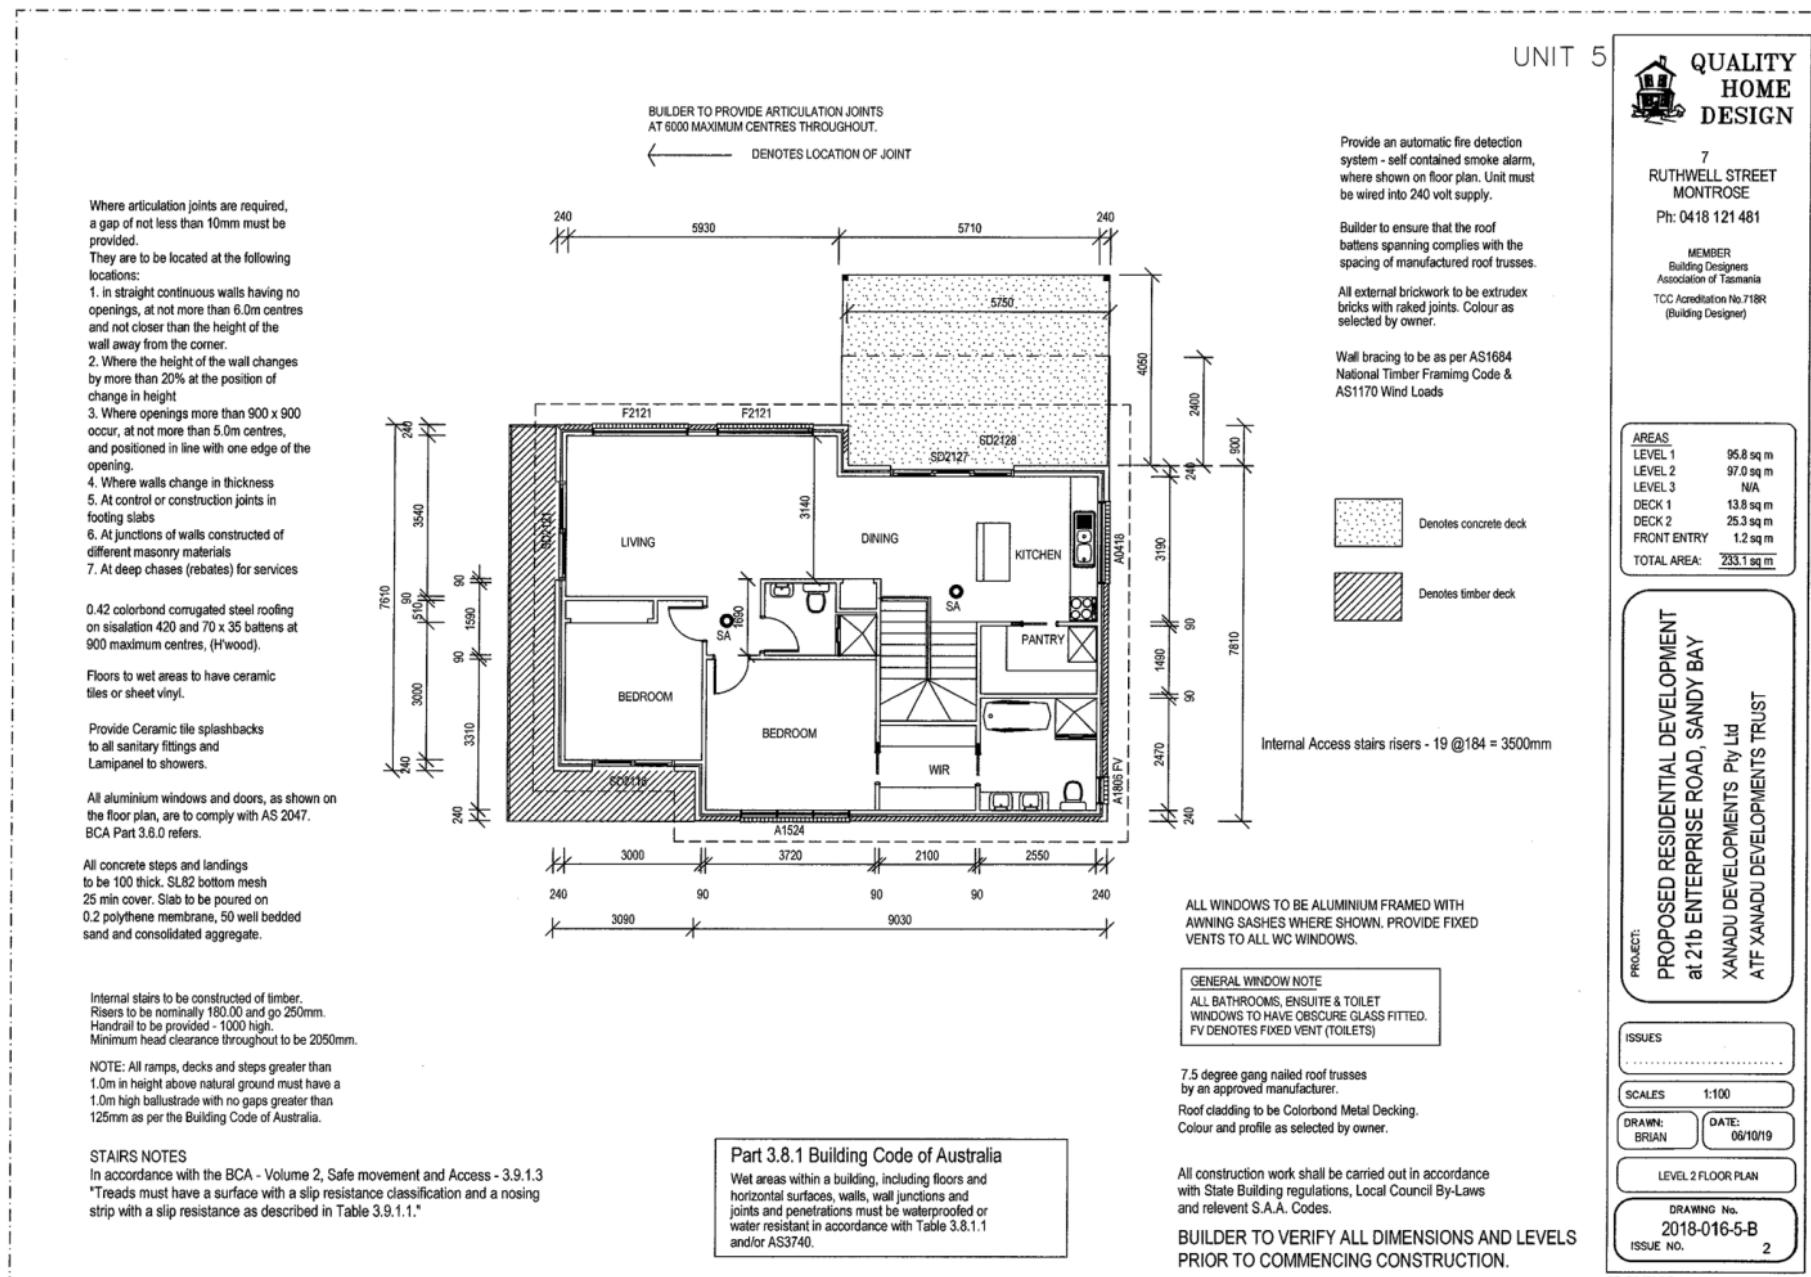 UNIT 5
BUILDER TO PROVIDE ARTICULATION JOINTS
AT 6000 MAXIMUM CENTRES THROUGHOUT.
DENOTES LOCATION OF JOINT
Where articulation joints are required,
a gap of not less than 10mm must be
provided.
They are to be located at the following
locations:
1. in straight continuous walls having no
openings, at not more than 6.0m centres
and not closer than the height of the
wall away from the corner.
2. Where the height of the wall changes
by more than 20% at the position of
change in height
3. Where openings more than 900 x 900
occur, at not more than 5.0m centres,
and positioned in line with one edge of the
opening.
4. Where walls change in thickness
5. At control or construction joints in
footing slabs
6. At junctions of walls constructed of
different masonry materials
7. At deep chases (rebates) for services
0.42 colorbond corrugated steel roofing
on sisalation 420 and 70 x 35 battens at
900 maximum centres, (H'wood).
Floors to wet areas to have ceramic
tiles or sheet vinyl.
Provide Ceramic tile splashbacks
to all sanitary fittings and
Lamipanel to showers.
All aluminium windows and doors, as shown on
the floor plan, are to comply with AS 2047.
BCA Part 3.6.0 refers.
All concrete steps and landings
to be 100 thick. SL82 bottom mesh
25 min cover. Slab to be poured on
0.2 polythene membrane, 50 well bedded
sand and consolidated aggregate.
Internal stairs to be constructed of timber.
Risers to be nominally 180.00 and go 250mm.
Handrail to be provided - 1000 high.
Minimum head clearance throughout to be 2050mm.
NOTE: All ramps, decks and steps greater than
1.0m in height above natural ground must have a
1.0m high ballustrade with no gaps greater than
125mm as per the Building Code of Australia.
STAIRS NOTES
In accordance with the BCA - Volume 2, Safe movement and Access - 3.9.1.3
"Treads must have a surface with a slip resistance classification and a nosing
strip with a slip resistance as described in Table 3.9.1.1."
240
5930
5710
240
5750
4060
2400
900
F2121
F2121
SD2128
SD2127
SD2121
LIVING
3140
DINING
KITCHEN
A0418
SA
SA
1690
PANTRY
BEDROOM
BEDROOM
WIR
SD2118
A1524
A1806 FV
7610
240
3540
90
510
3000
240
90
1590
90
3310
240
240
3190
90
1490
90
2470
240
7810
3000
3720
2100
2550
240
90
90
90
240
3090
9030
Part 3.8.1 Building Code of Australia
Wet areas within a building, including floors and
horizontal surfaces, walls, wall junctions and
joints and penetrations must be waterproofed or
water resistant in accordance with Table 3.8.1.1
and/or AS3740.
Provide an automatic fire detection
system - self contained smoke alarm,
where shown on floor plan. Unit must
be wired into 240 volt supply.
Builder to ensure that the roof
battens spanning complies with the
spacing of manufactured roof trusses.
All external brickwork to be extrudex
bricks with raked joints. Colour as
selected by owner.
Wall bracing to be as per AS1684
National Timber Framimg Code &
AS1170 Wind Loads
Denotes concrete deck
Denotes timber deck
Internal Access stairs risers - 19 @184 = 3500mm
ALL WINDOWS TO BE ALUMINIUM FRAMED WITH
AWNING SASHES WHERE SHOWN. PROVIDE FIXED
VENTS TO ALL WC WINDOWS.
GENERAL WINDOW NOTE
ALL BATHROOMS, ENSUITE & TOILET
WINDOWS TO HAVE OBSCURE GLASS FITTED.
FV DENOTES FIXED VENT (TOILETS)
7.5 degree gang nailed roof trusses
by an approved manufacturer.
Roof cladding to be Colorbond Metal Decking.
Colour and profile as selected by owner.
All construction work shall be carried out in accordance
with State Building regulations, Local Council By-Laws
and relevent S.A.A. Codes.
BUILDER TO VERIFY ALL DIMENSIONS AND LEVELS
PRIOR TO COMMENCING CONSTRUCTION.
QUALITY
HOME
DESIGN
7
RUTHWELL STREET
MONTROSE
Ph: 0418 121 481
MEMBER
Building Designers
Association of Tasmania
TCC Acreditation No.718R
(Building Designer)
AREAS
LEVEL 1 95.8 sq m
LEVEL 2 97.0 sq m
LEVEL 3 N/A
DECK 1 13.8 sq m
DECK 2 25.3 sq m
FRONT ENTRY 1.2 sq m
TOTAL AREA: 233.1 sq m
PROJECT:
PROPOSED RESIDENTIAL DEVELOPMENT
at 21b ENTERPRISE ROAD, SANDY BAY
XANADU DEVELOPMENTS Pty Ltd
ATF XANADU DEVELOPMENTS TRUST
ISSUES
SCALES 1:100
DRAWN:
BRIAN
DATE:
06/10/19
LEVEL 2 FLOOR PLAN
DRAWING No.
2018-016-5-B
ISSUE NO. 2